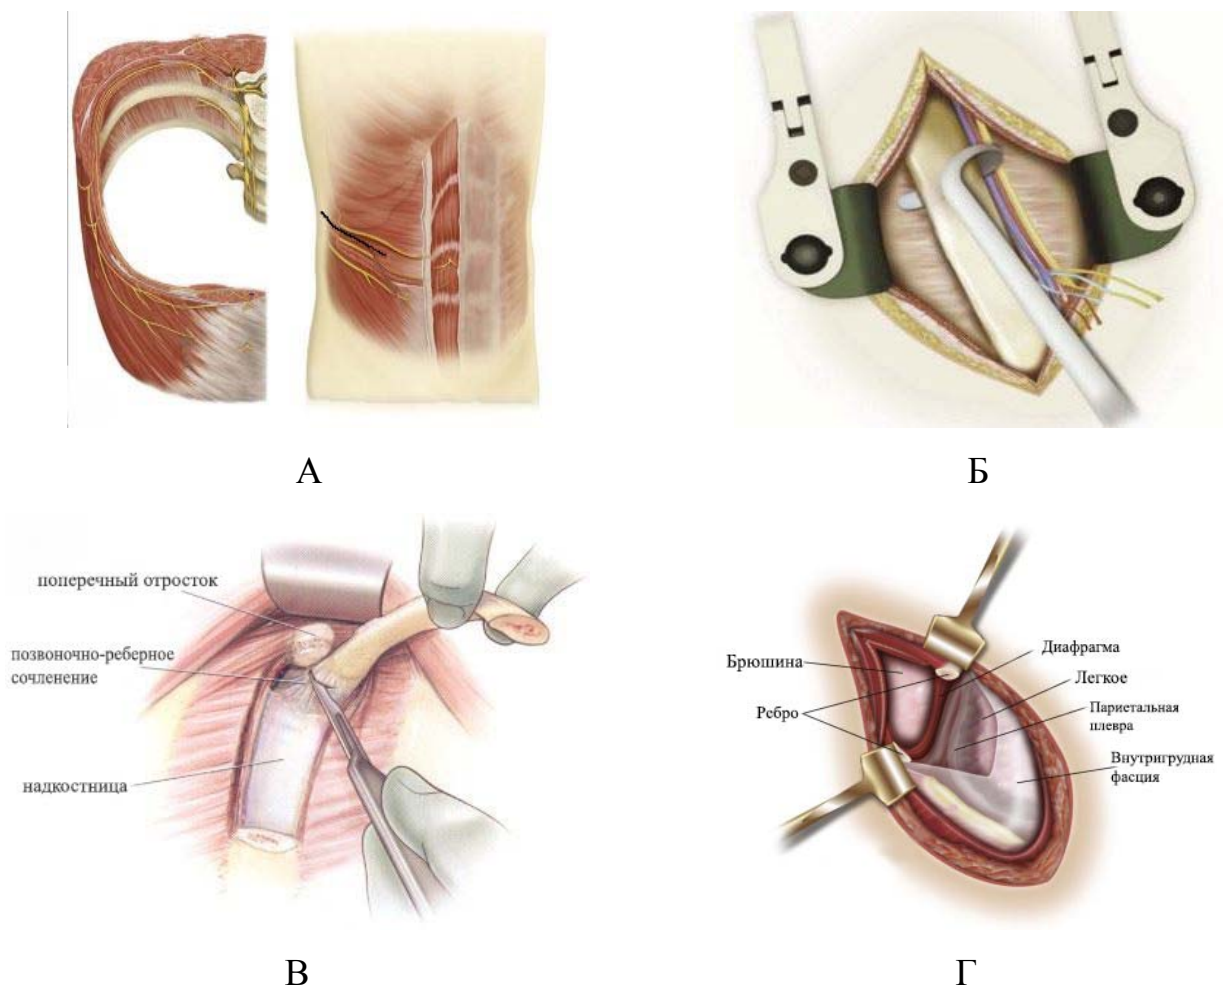 А
Б
поперечный отросток
позвоночно-реберное
сочленение
надкостница
В
Брюшина
Ребро
Диафрагма
Легкое
Париетальная
плевра
Внутригрудная
фасция
Г